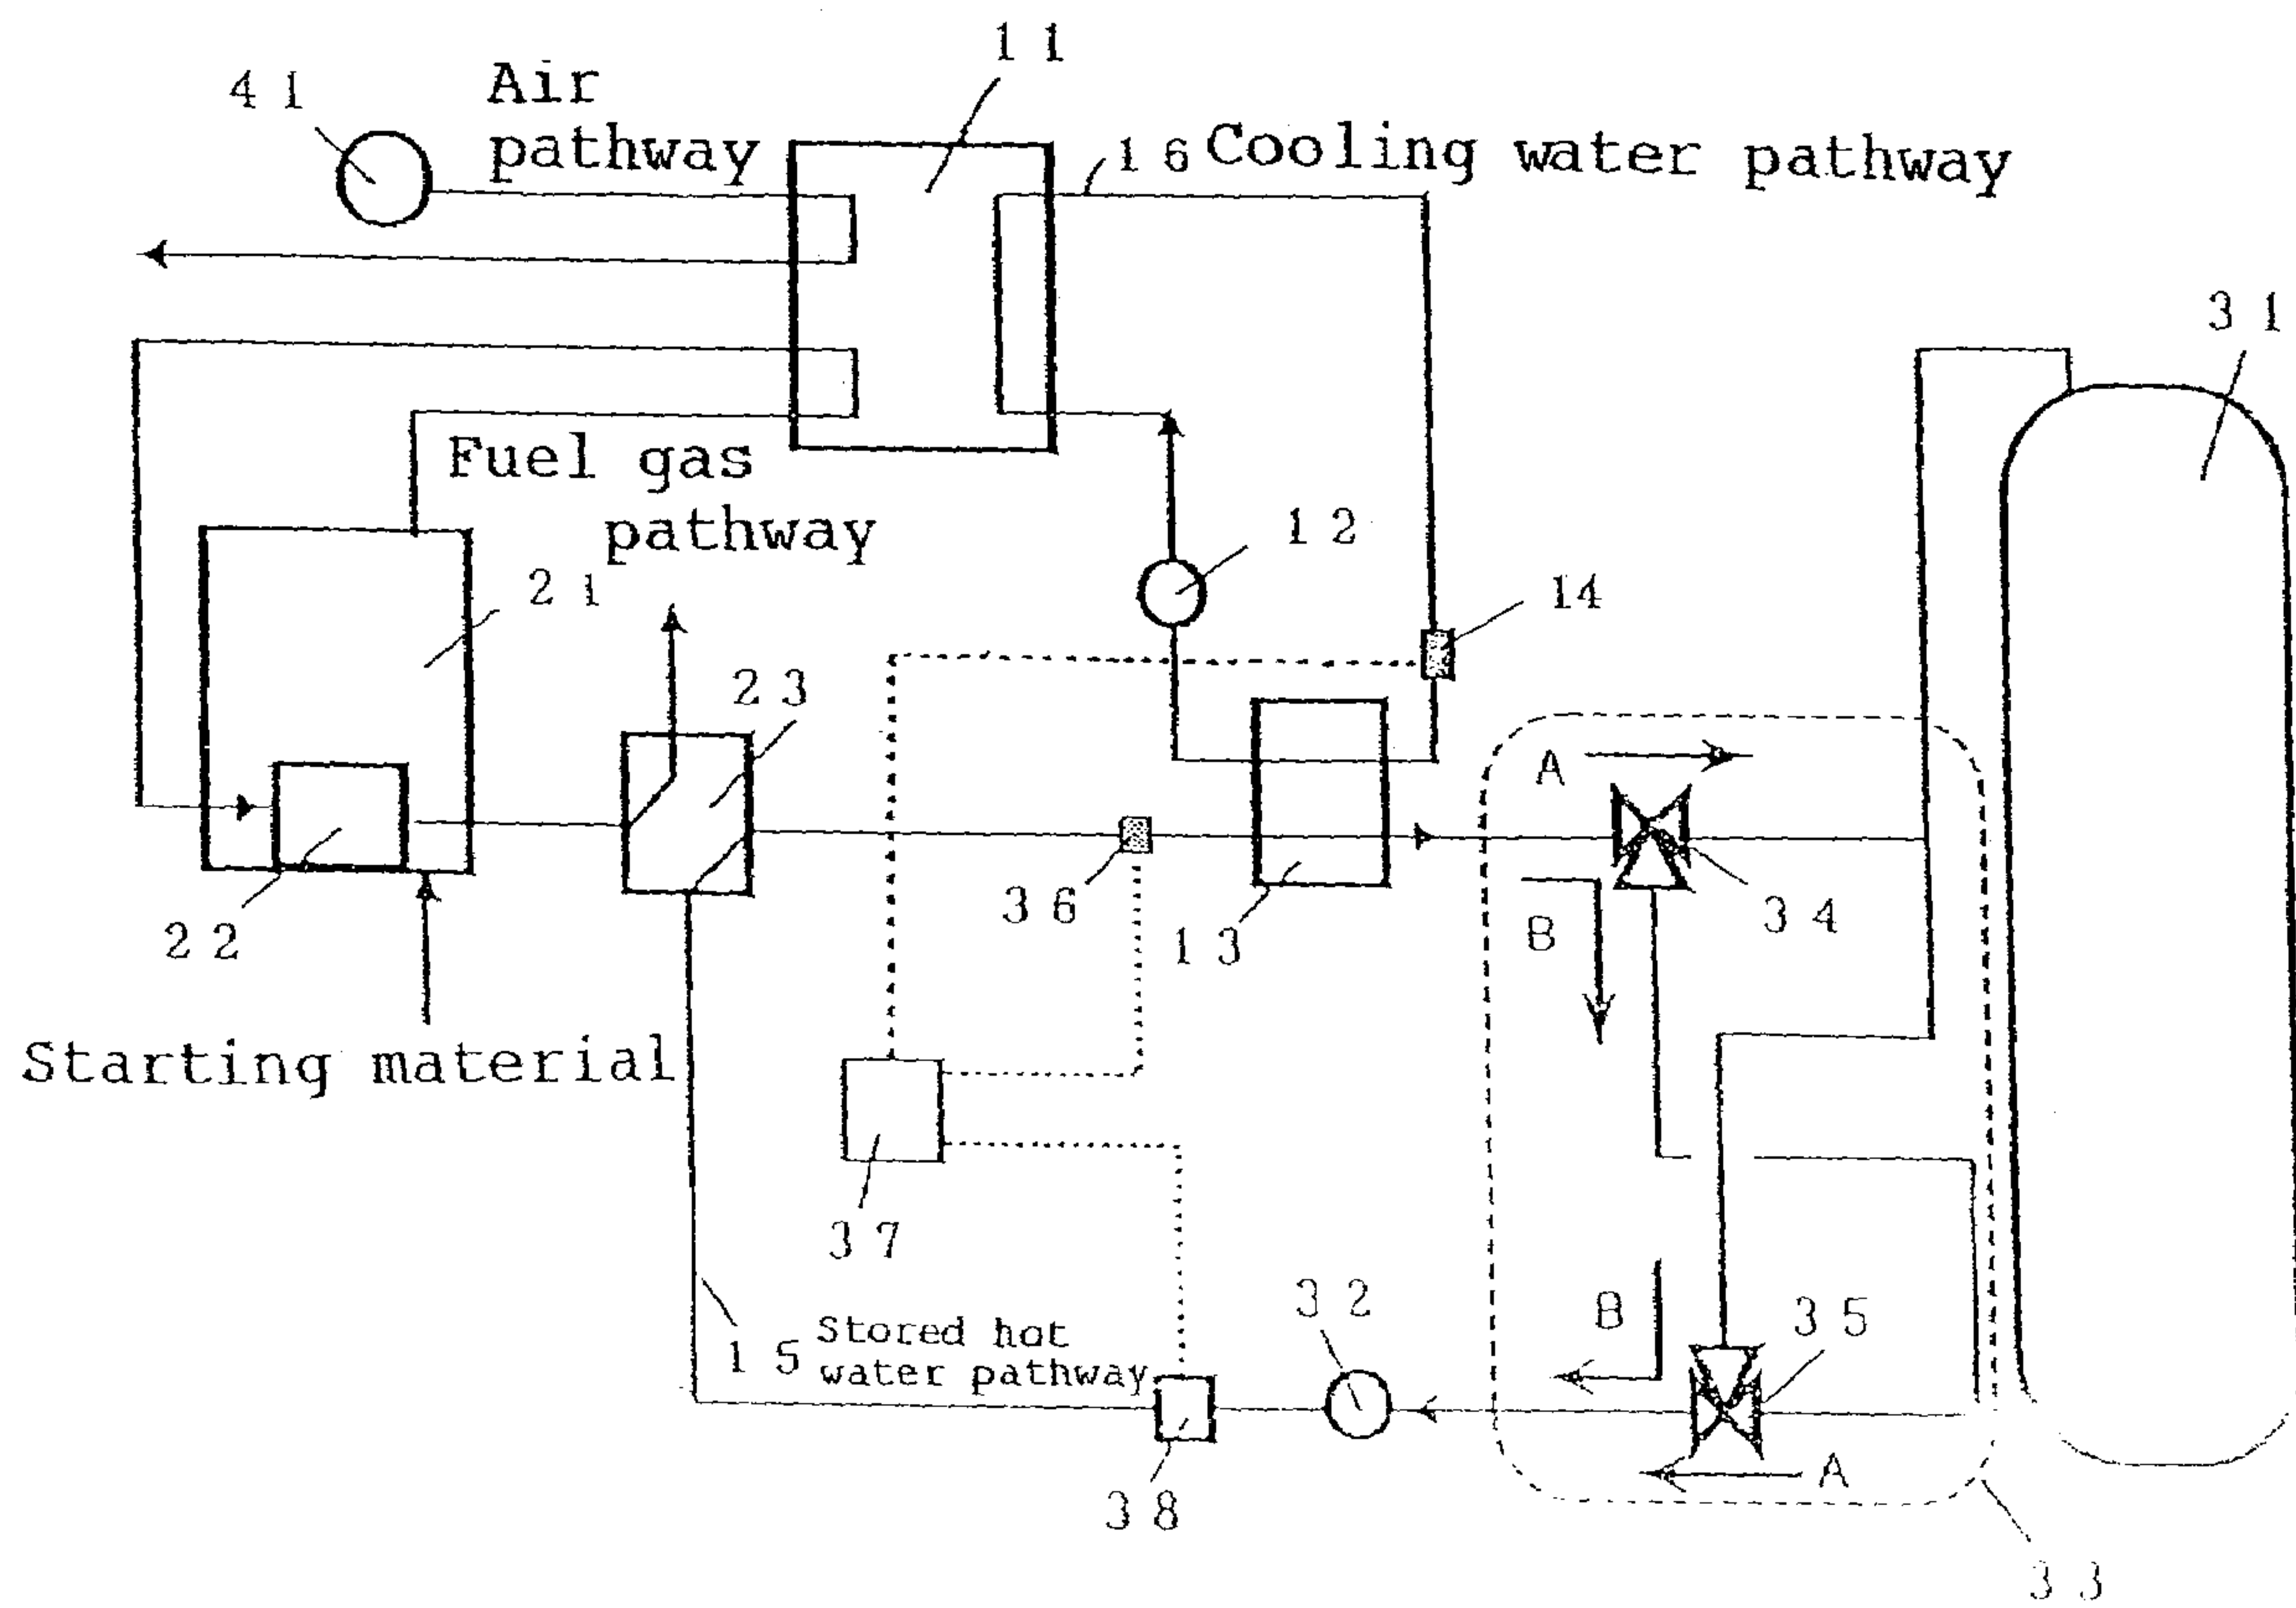 11
41
Air
pathway
16 Cooling water pathway
31
Fuel gas
pathway
12
21
14
23
A
36
34
22
13
B
Starting material
37
32
B
35
15
Stored hot
water pathway
38
A
33